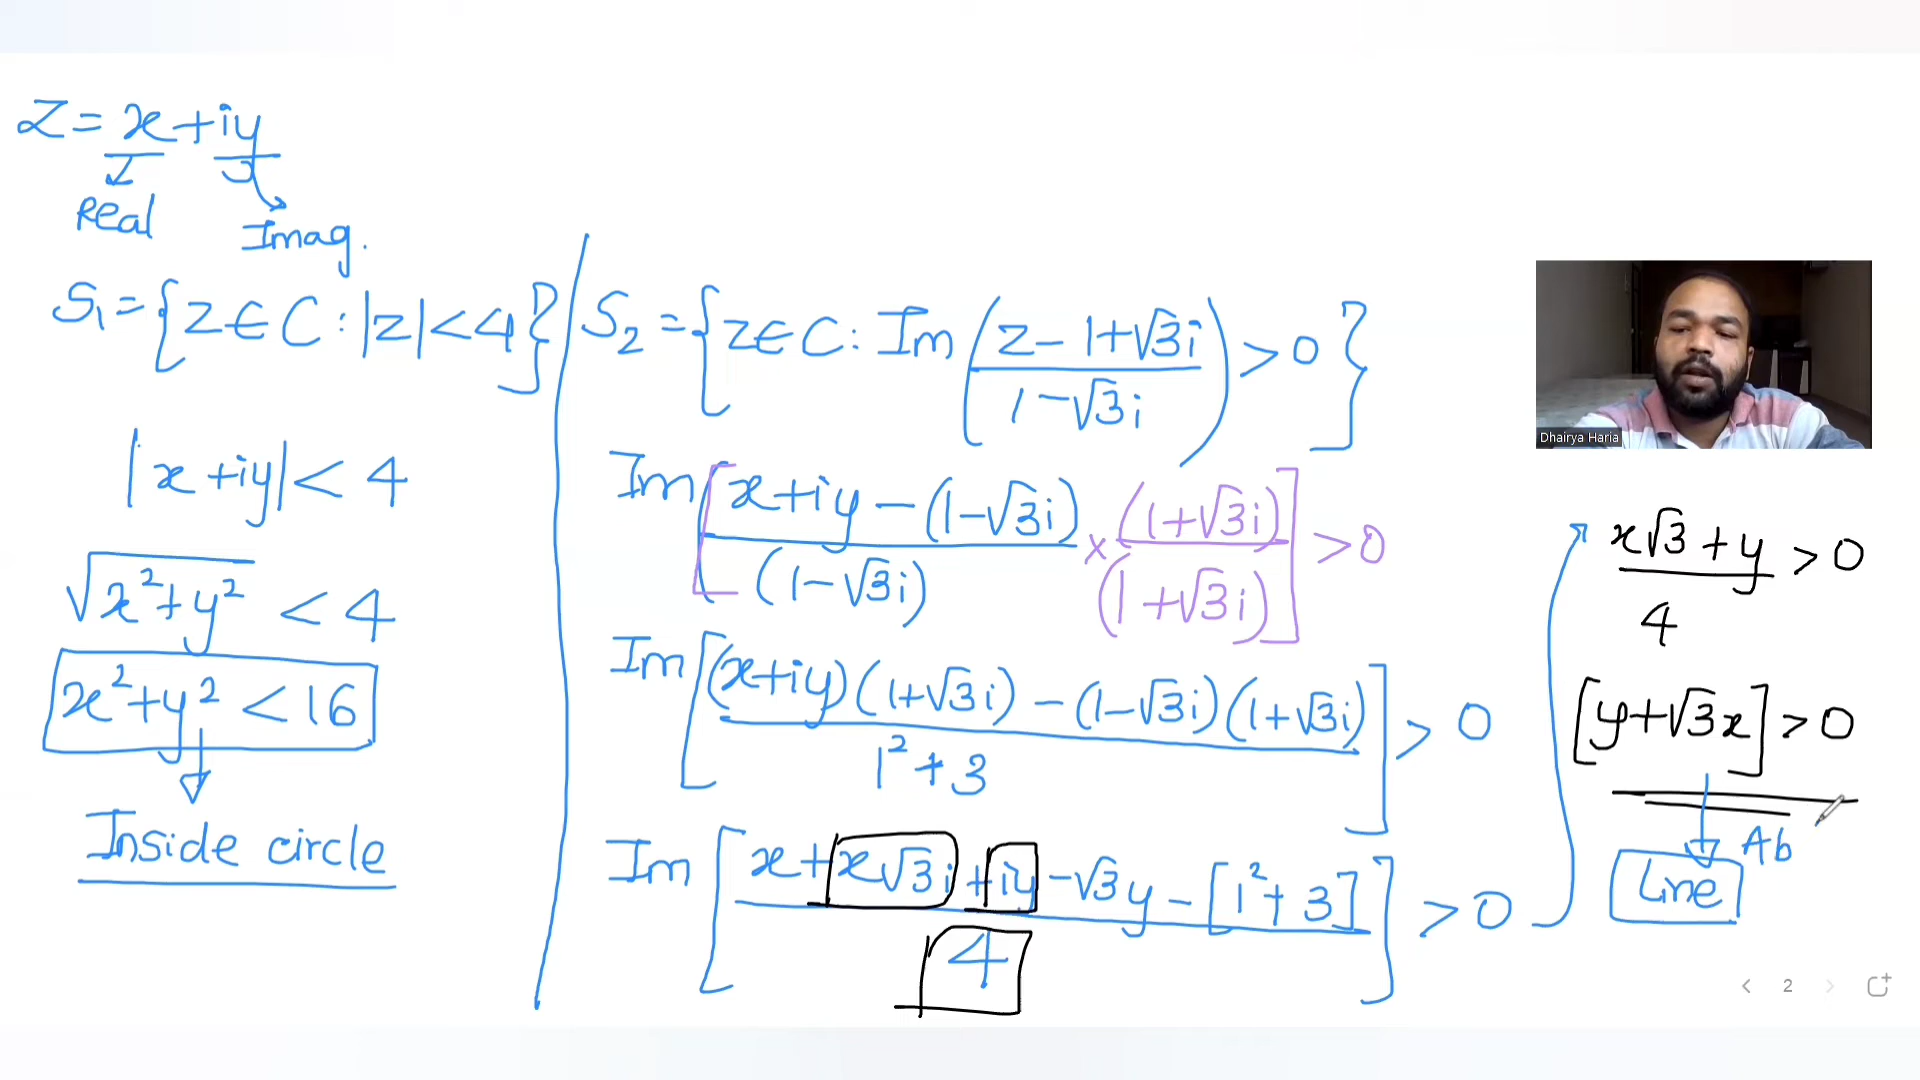 Z = x + iy
Real
Imag.
S₁ = {Z ∈ C : |z| < 4}
|x + iy| < 4
√x² + y² < 4
x² + y² < 16
Inside circle
S₂ = {Z ∈ C : Im (z - 1 + √3i / 1 - √3i) > 0}
Im [x + iy - (1 - √3i) / (1 - √3i) × (1 + √3i) / (1 + √3i)] > 0
Im [(x + iy)(1 + √3i) - (1 - √3i)(1 + √3i) / 1² + 3] > 0
Im [x + x√3i + iy - √3y - [1² + 3] / 4] > 0
Dhairya Haria
x√3 + y / 4 > 0
[y + √3x] > 0
Ab
Line
2